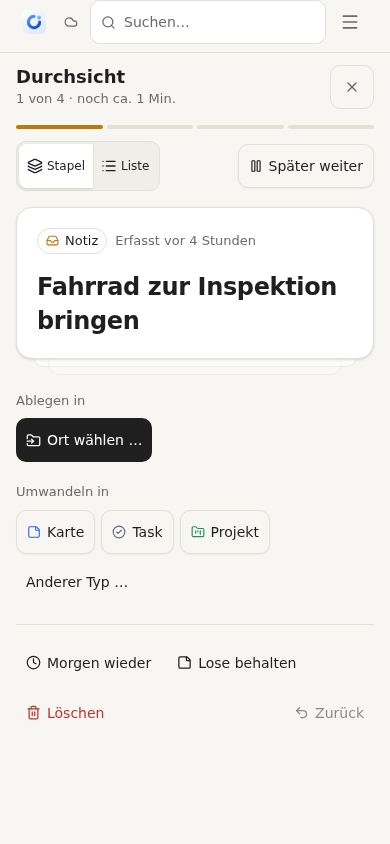 Suchen…
Durchsicht
1 von 4 · noch ca. 1 Min.
Stapel
Liste
Später weiter
Notiz
Erfasst vor 4 Stunden
Fahrrad zur Inspektion
bringen
Ablegen in
Ort wählen …
Umwandeln in
Karte
Task
Projekt
Anderer Typ …
Morgen wieder
Lose behalten
Löschen
Zurück